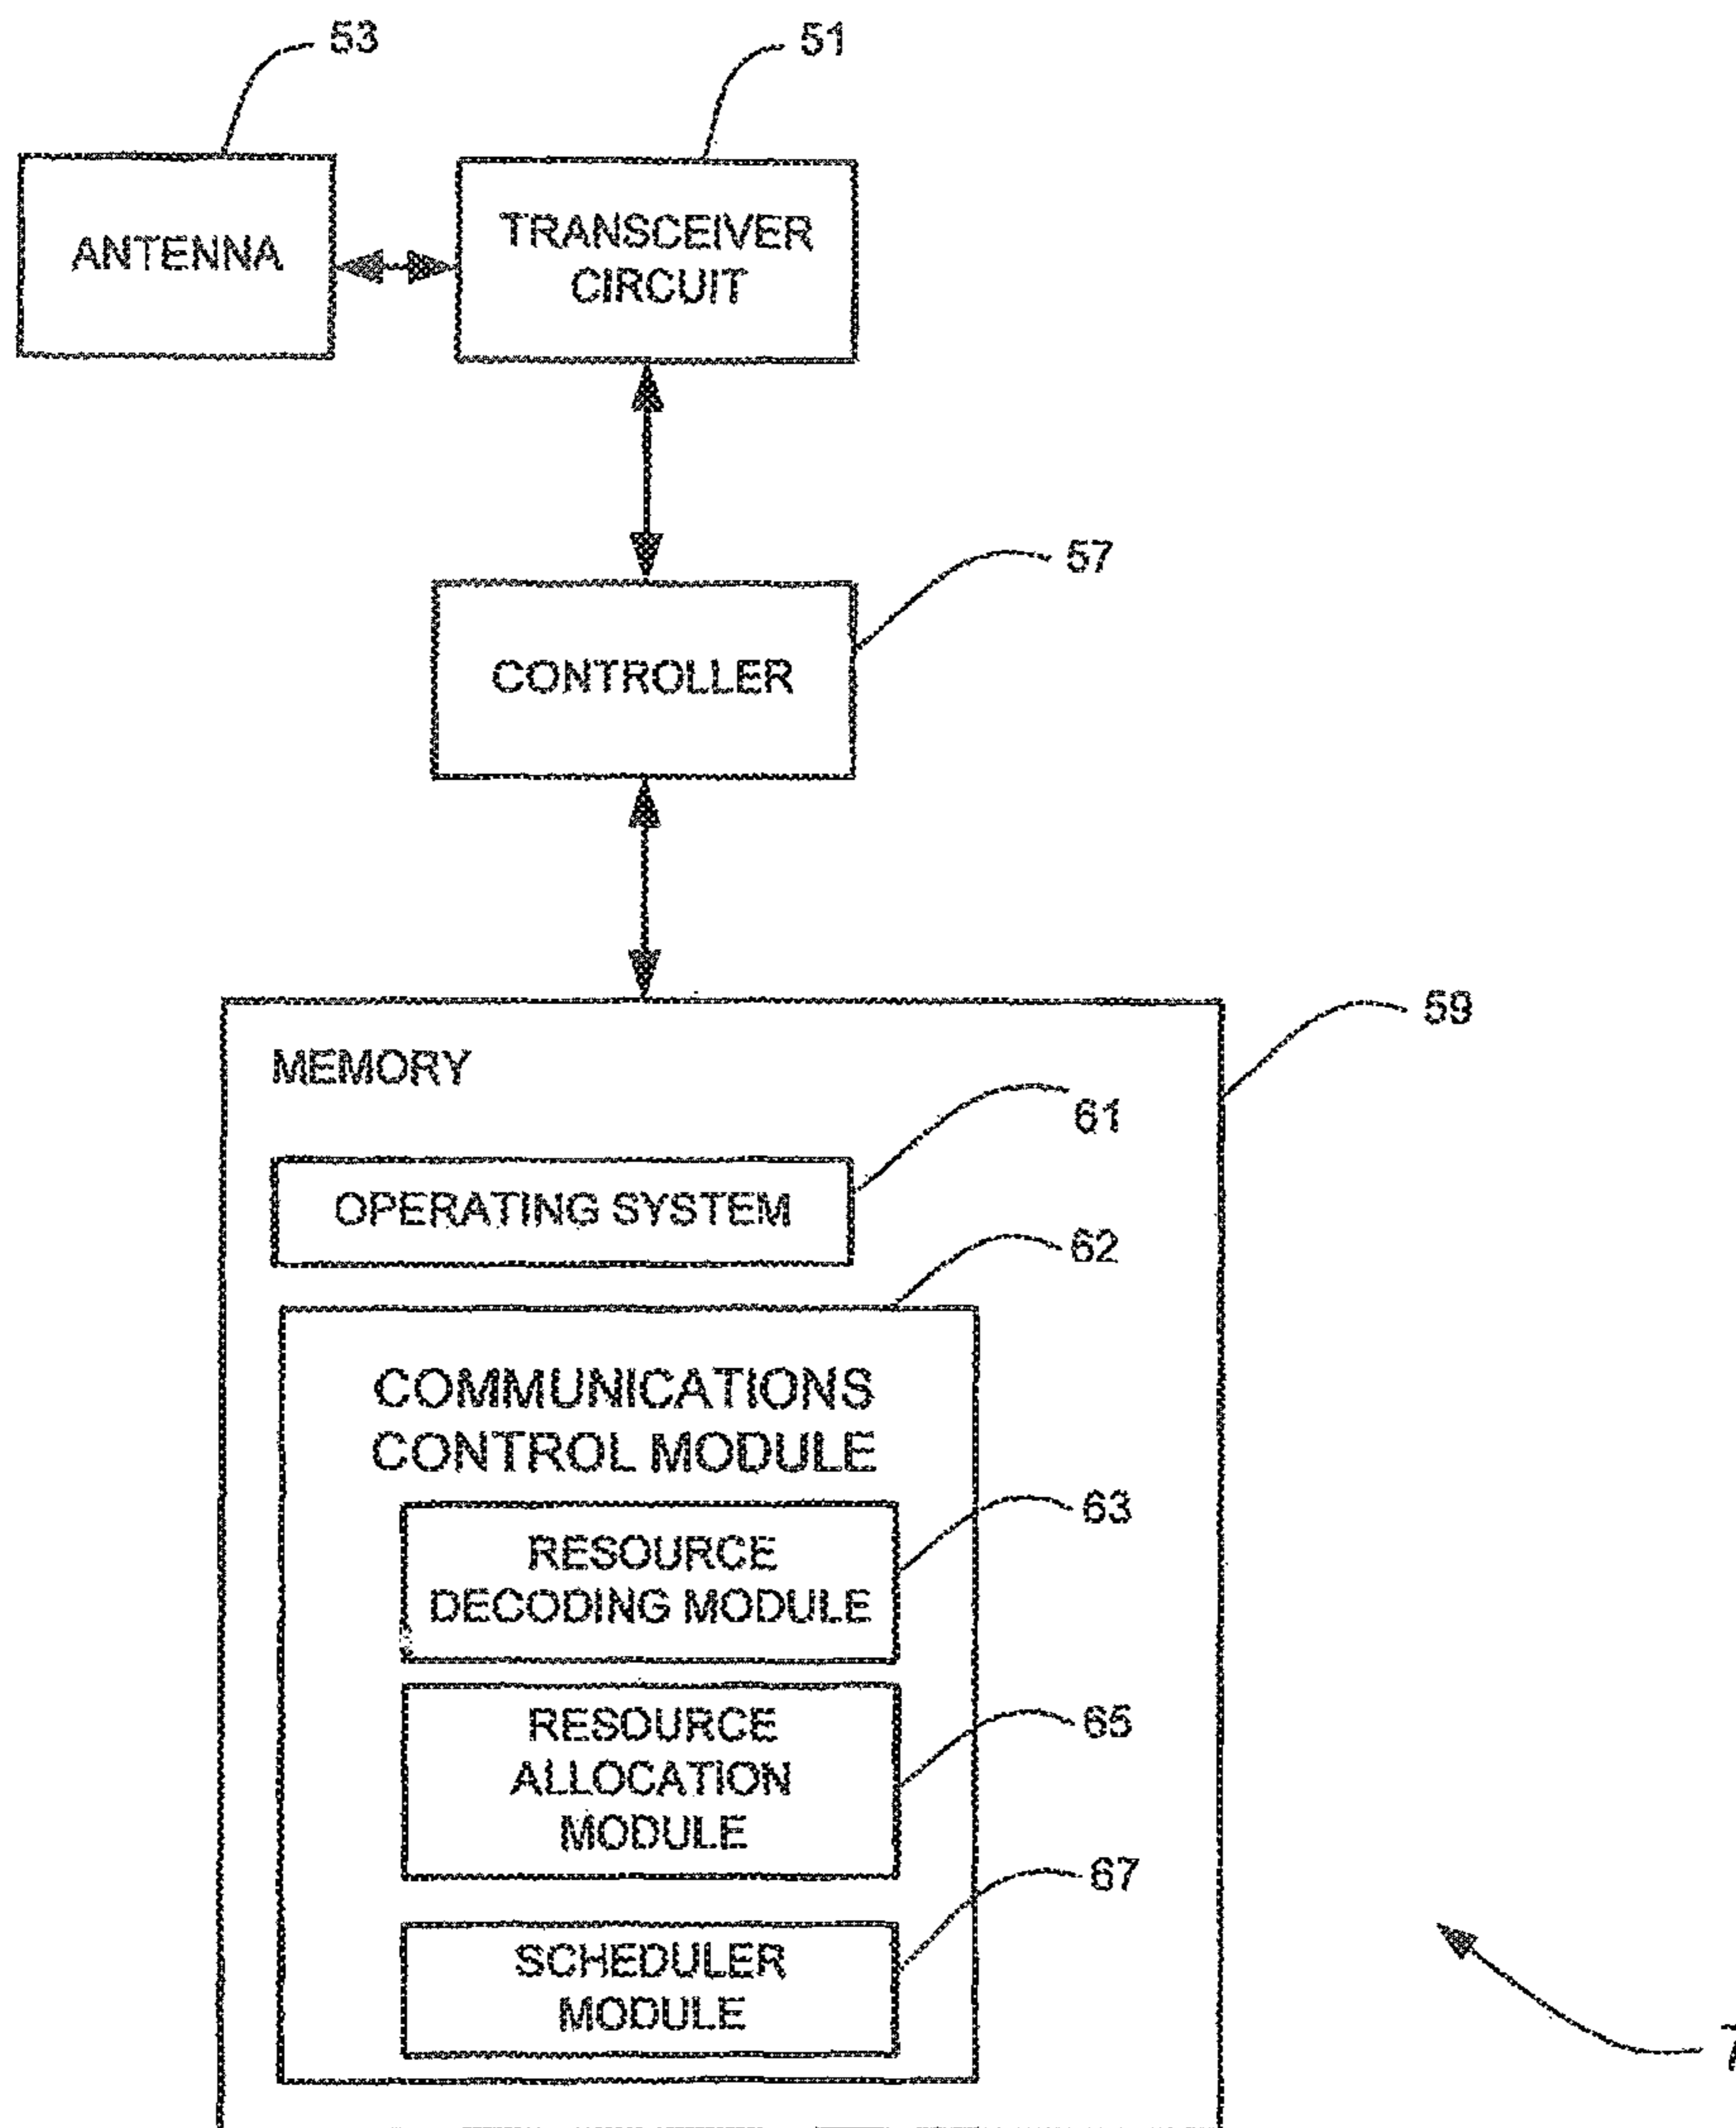 53
51
ANTENNA
TRANSCEIVER
CIRCUIT
57
CONTROLLER
59
MEMORY
61
OPERATING SYSTEM
62
COMMUNICATIONS
CONTROL MODULE
63
RESOURCE
DECODING MODULE
65
RESOURCE
ALLOCATION
MODULE
67
SCHEDULER
MODULE
7